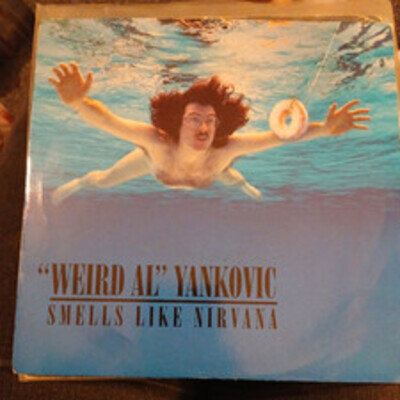 "WEIRD AL" YANKOVIC
SMELLS LIKE NIRVANA